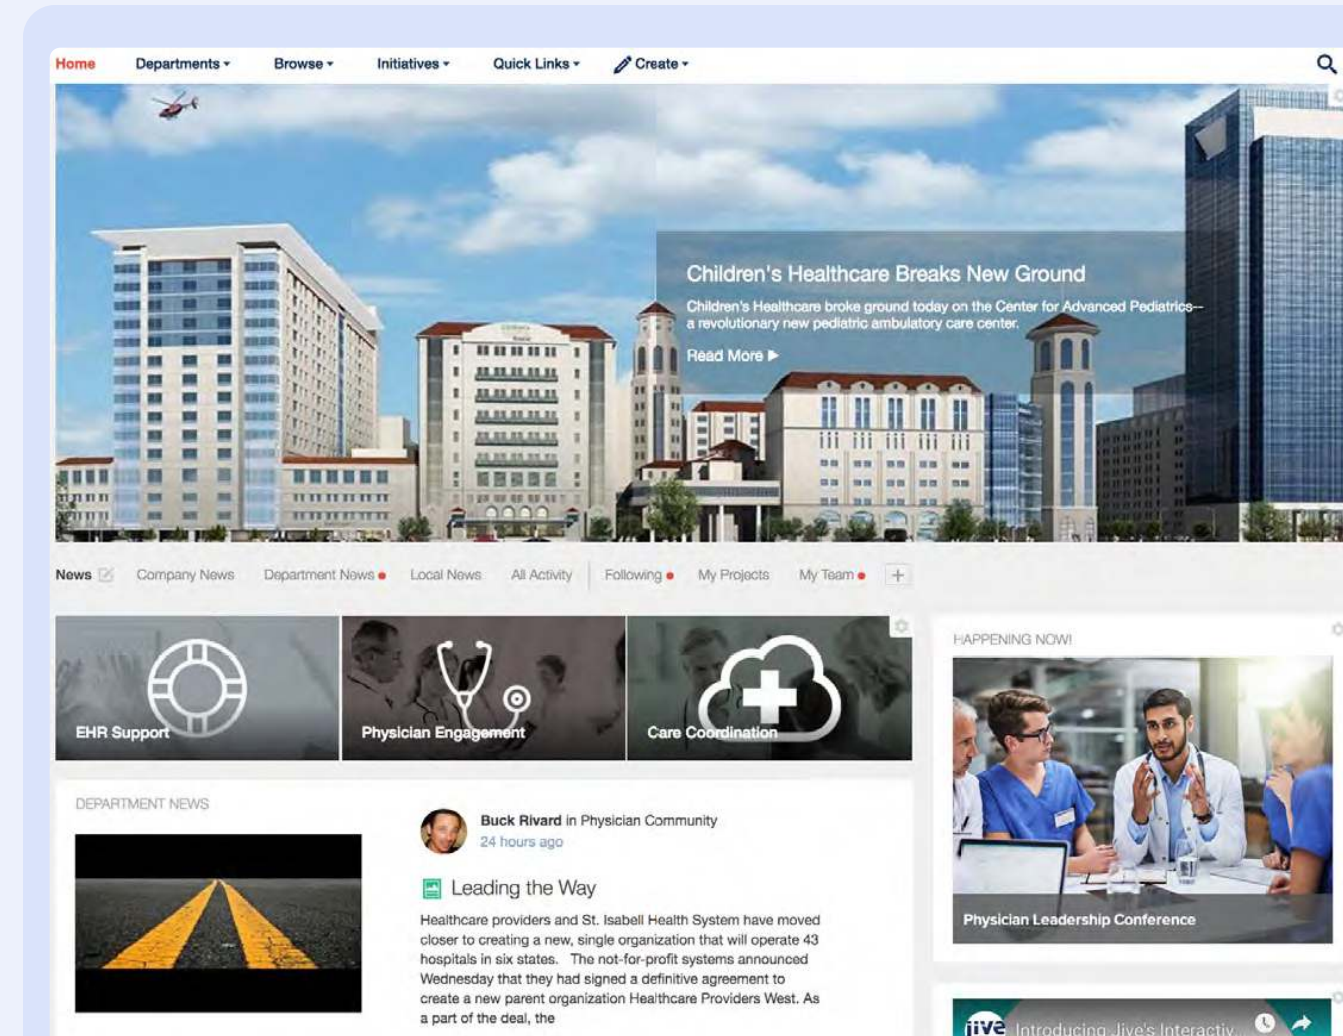 Home Departments Browse Initiatives Quick Links Create
Children's Healthcare Breaks New Ground
Children's Healthcare broke ground today on the Center for Advanced Pediatrics--
a revolutionary new pediatric ambulatory care center.
Read More
News Company News Department News Local News All Activity Following My Projects My Team +
EHR Support
Physician Engagement
Care Coordination
HAPPENING NOW!
Physician Leadership Conference
DEPARTMENT NEWS
Buck Rivard in Physician Community
24 hours ago
Leading the Way
Healthcare providers and St. Isabell Health System have moved
closer to creating a new, single organization that will operate 43
hospitals in six states. The not-for-profit systems announced
Wednesday that they had signed a definitive agreement to
create a new parent organization Healthcare Providers West. As
a part of the deal, the
jive Introducing Jive's Interactiv